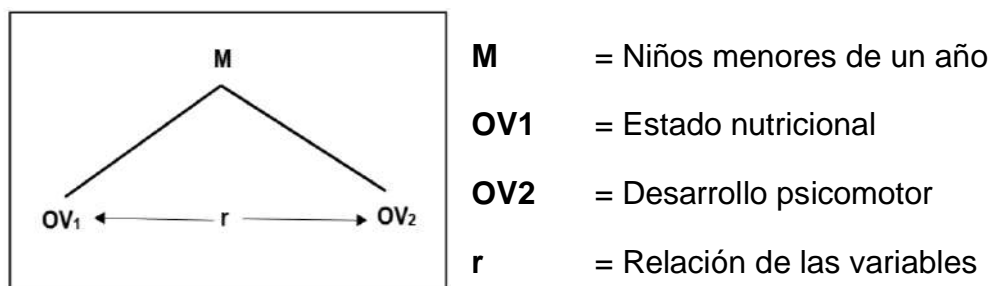 M
OV₁ r OV₂
M = Niños menores de un año
OV1 = Estado nutricional
OV2 = Desarrollo psicomotor
r = Relación de las variables